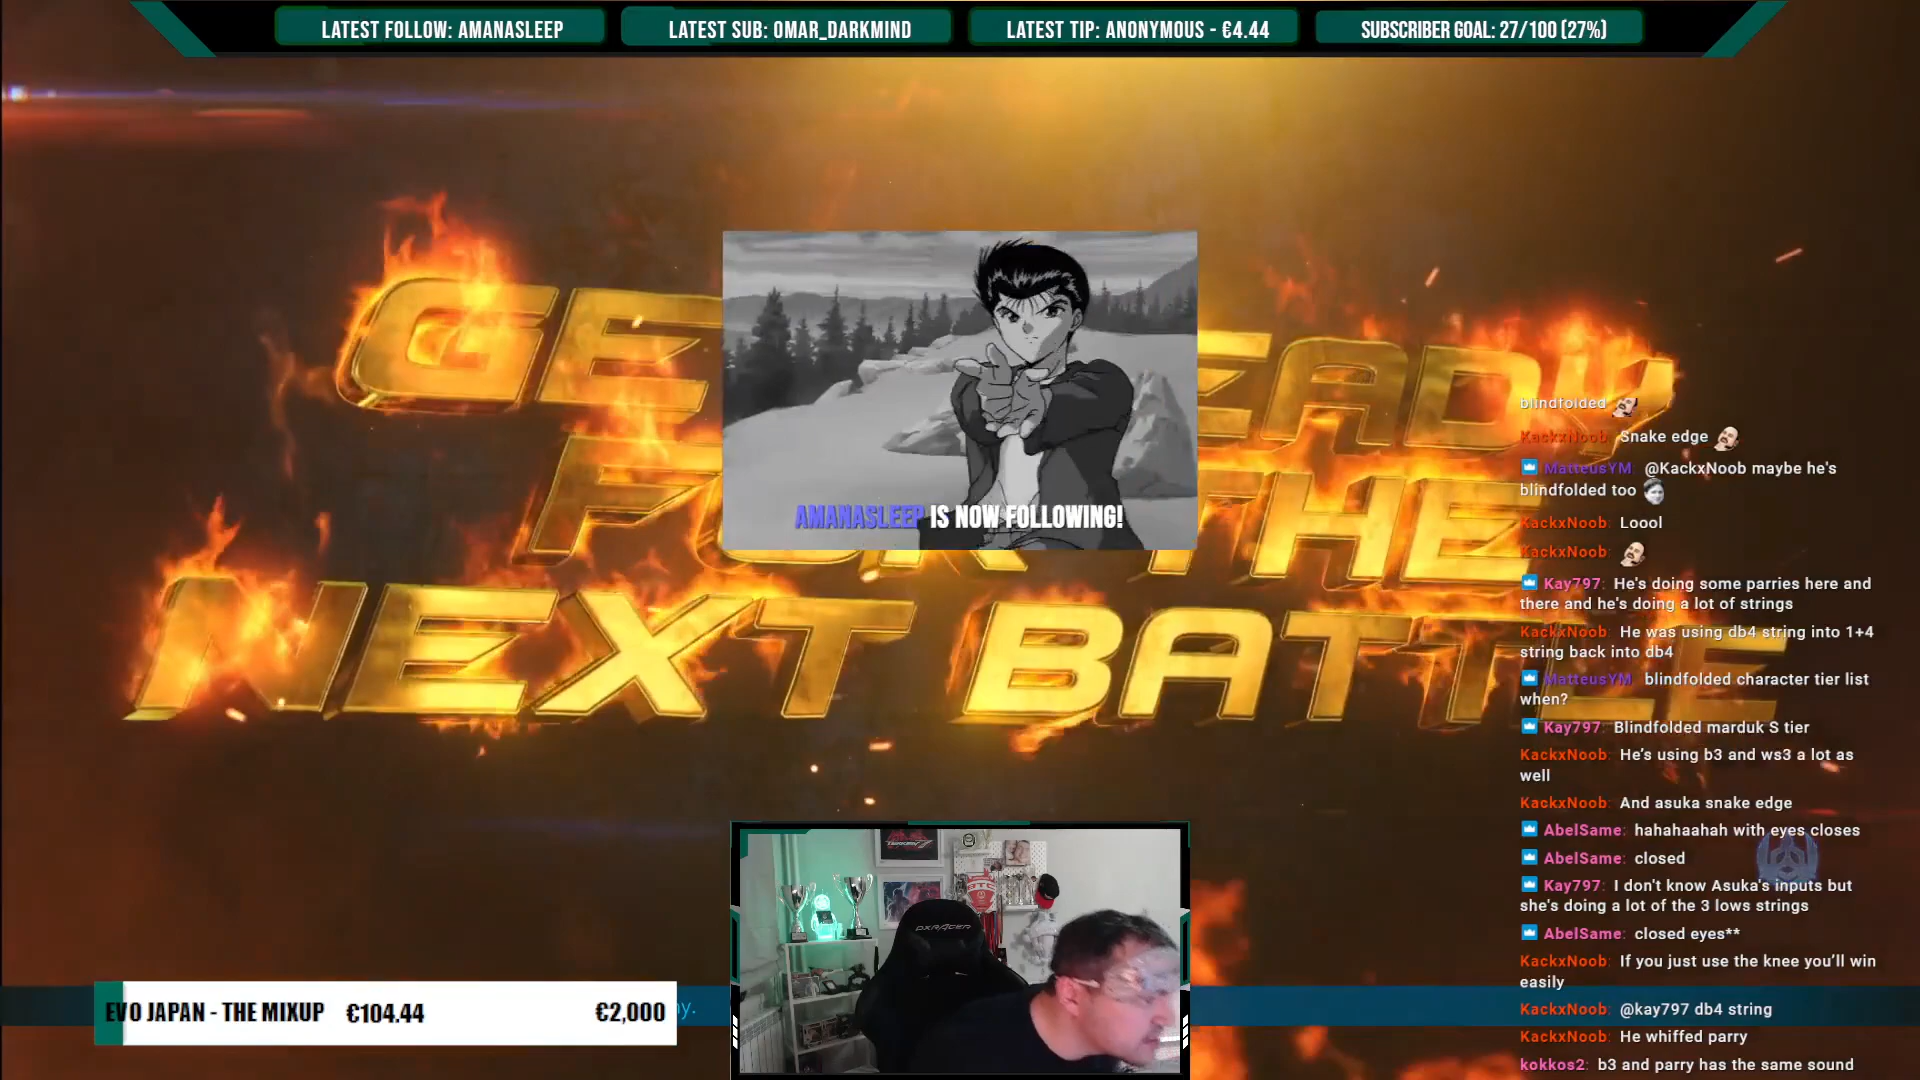 LATEST FOLLOW: AMANASLEEP
LATEST SUB: OMAR_DARKMIND
LATEST TIP: ANONYMOUS - €4.44
SUBSCRIBER GOAL: 27/100 (27%)
NEXT BATTLE
AMANASLEEP IS NOW FOLLOWING!
blindfolded
KackxNoob: Snake edge
MatteusYM: @KackxNoob maybe he's
blindfolded too
KackxNoob: Loool
KackxNoob:
Kay797: He's doing some parries here and
there and he's doing a lot of strings
KackxNoob: He was using db4 string into 1+4
string back into db4
MatteusYM: blindfolded character tier list
when?
Kay797: Blindfolded marduk S tier
KackxNoob: He's using b3 and ws3 a lot as
well
KackxNoob: And asuka snake edge
AbelSame: hahahaahah with eyes closes
AbelSame: closed
Kay797: I don't know Asuka's inputs but
she's doing a lot of the 3 lows strings
AbelSame: closed eyes**
KackxNoob: If you just use the knee you'll win
easily
KackxNoob: @kay797 db4 string
KackxNoob: He whiffed parry
kokkos2: b3 and parry has the same sound
DXRACER
EVO JAPAN - THE MIXUP €104.44 €2,000